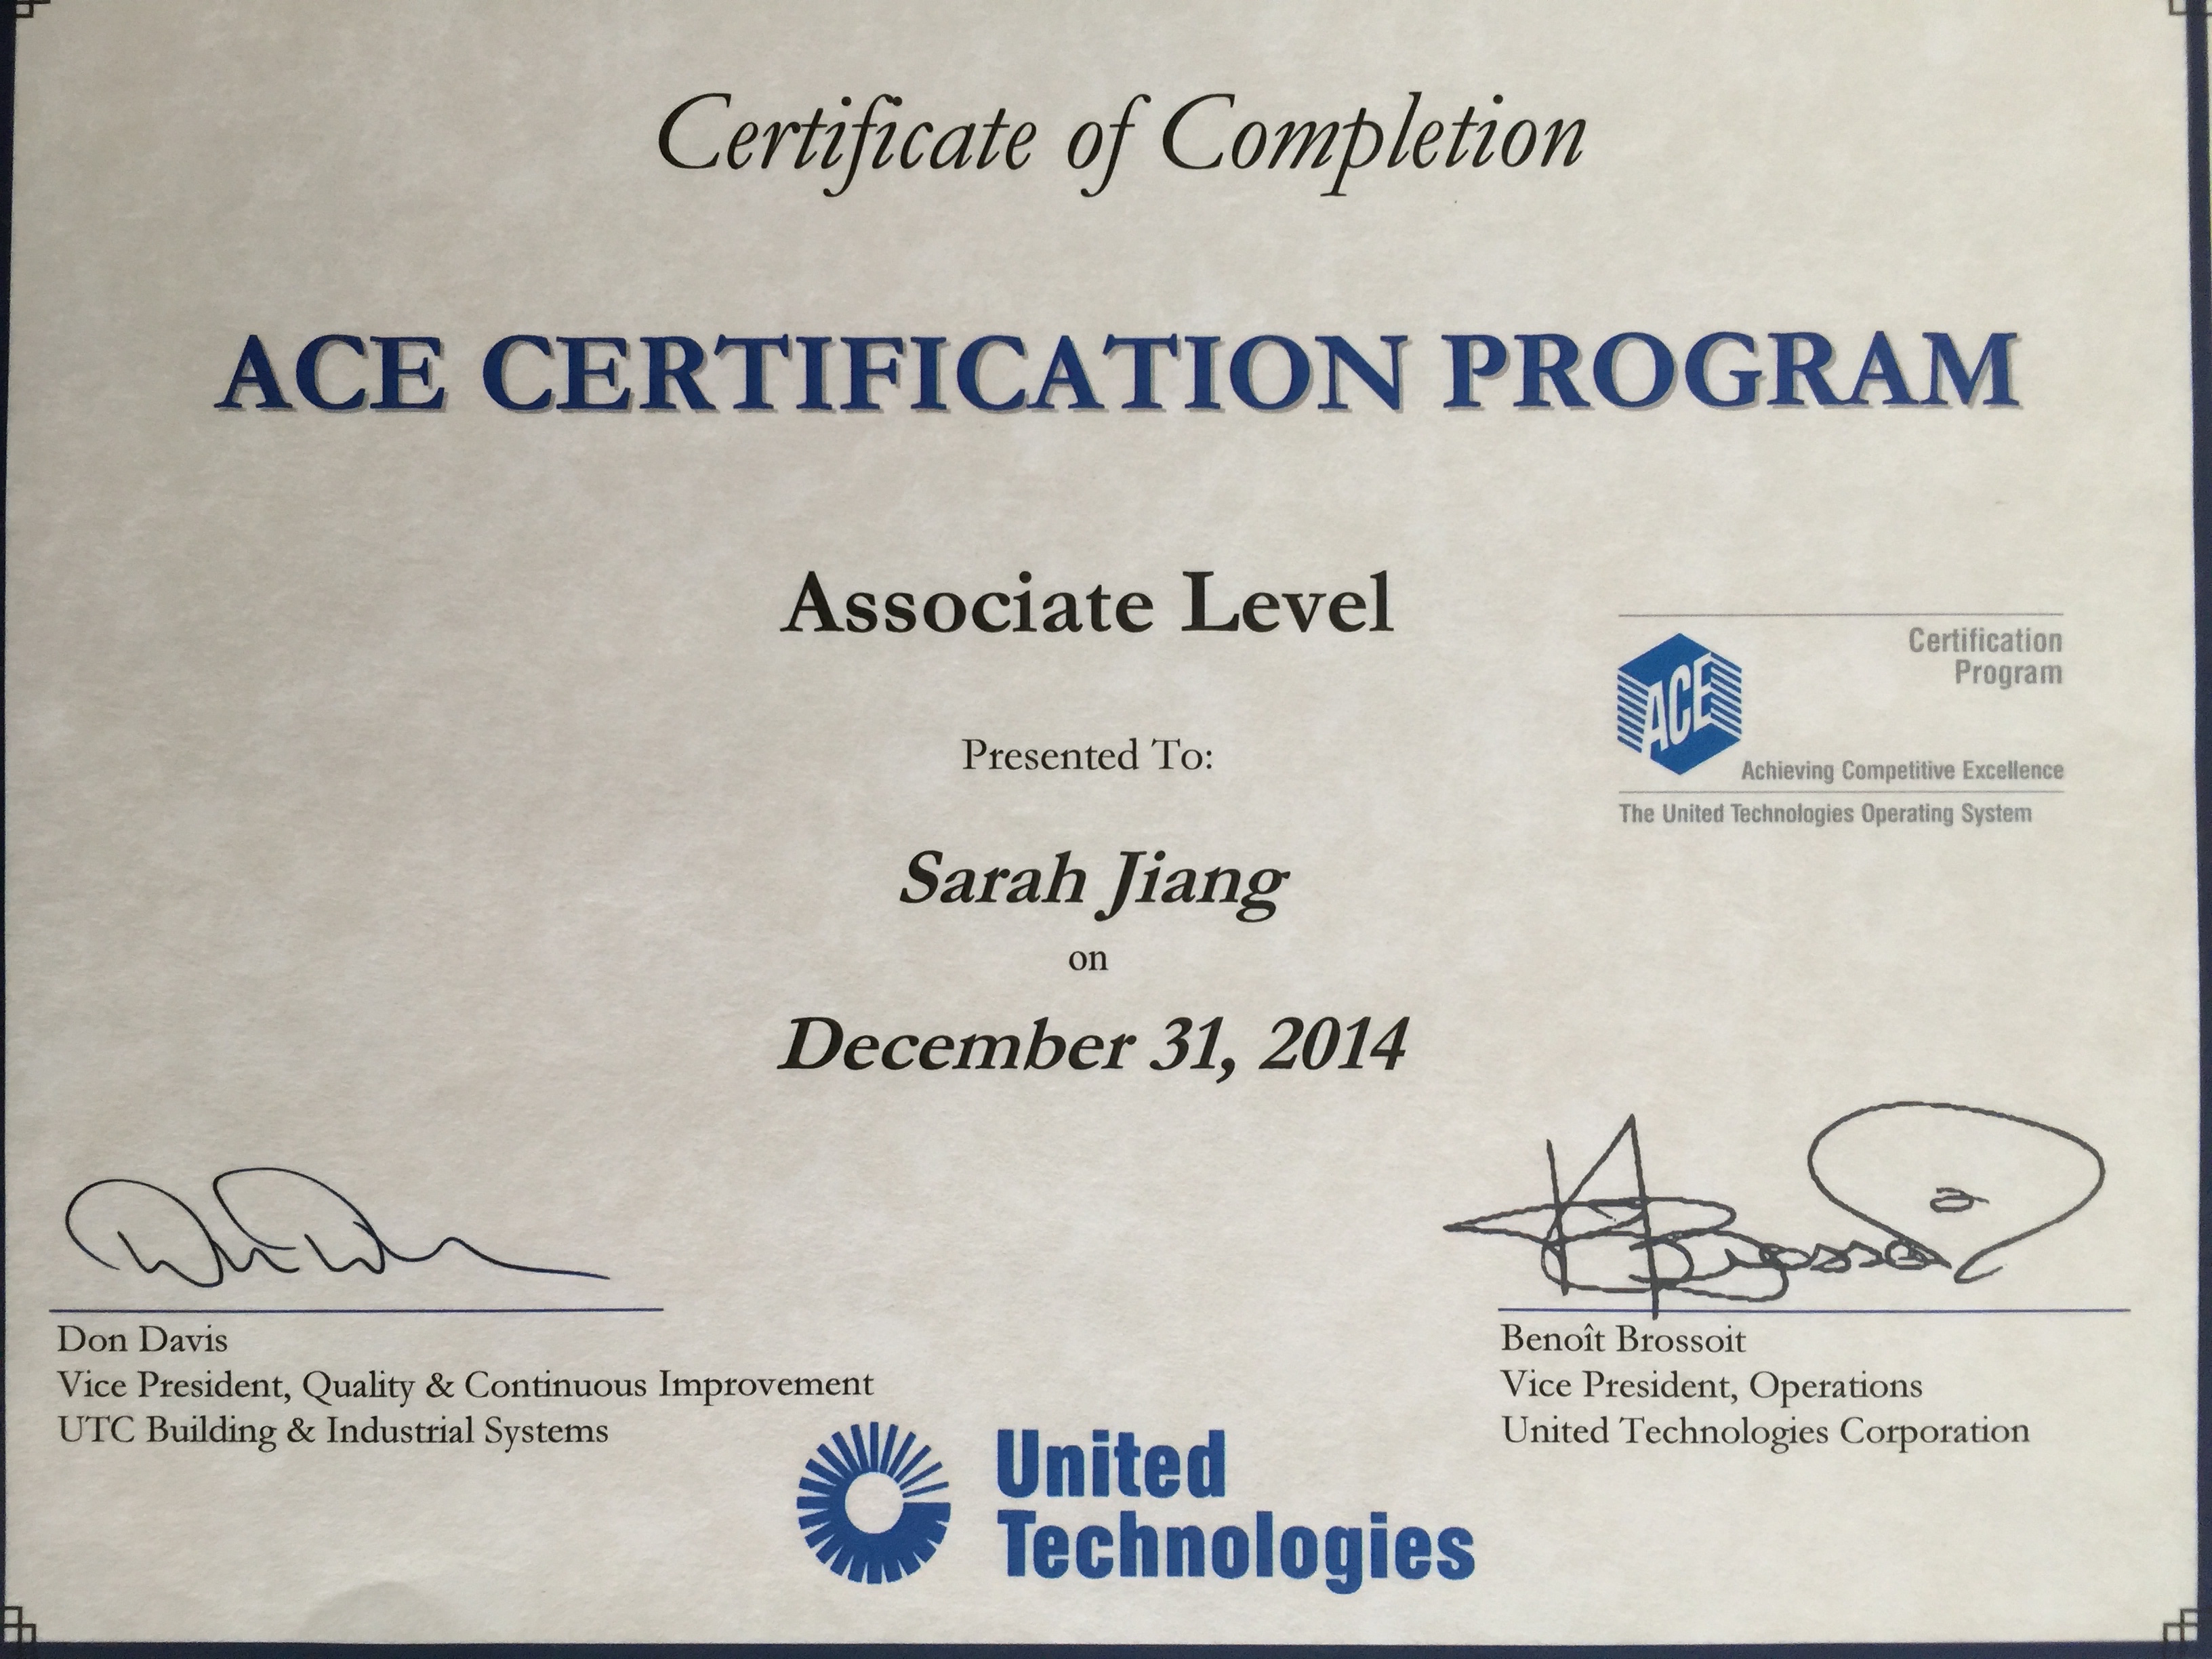 Certificate of Completion
ACE CERTIFICATION PROGRAM
Associate Level
Certification
Program
ACE
Achieving Competitive Excellence
The United Technologies Operating System
Presented To:
Sarah Jiang
on
December 31, 2014
Don Davis
Vice President, Quality & Continuous Improvement
UTC Building & Industrial Systems
Benoît Brossoit
Vice President, Operations
United Technologies Corporation
United
Technologies